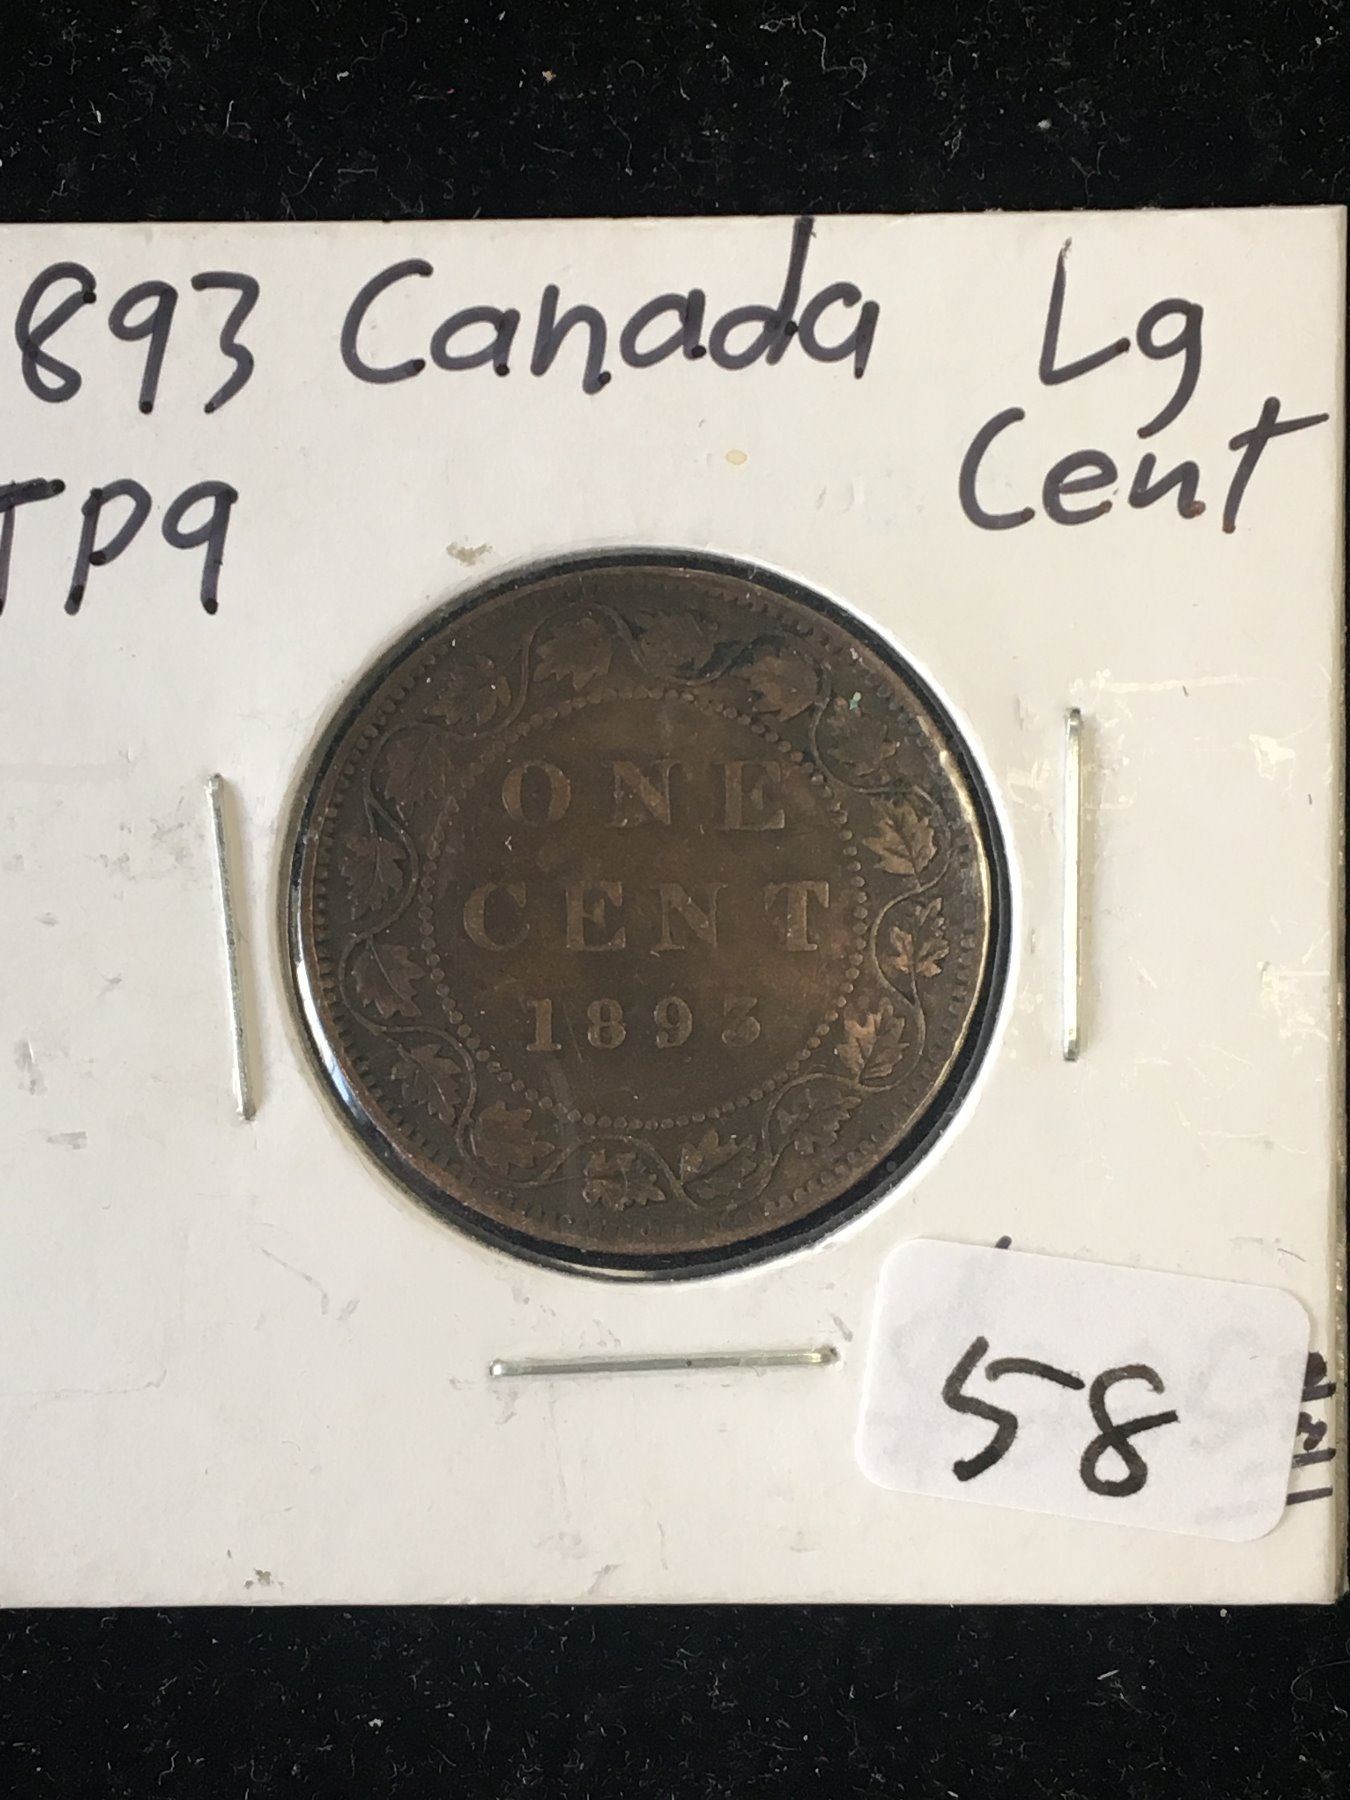 893 Canada Lg
Cent
TP9
ONE
CENT
1893
58